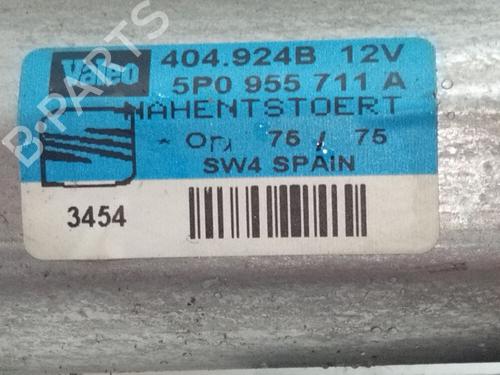 Valeo 404.924B 12V
5P0 955 711 A
NAHENTSTOERT
75 / 75
SW4 SPAIN
3454
B-PARTS